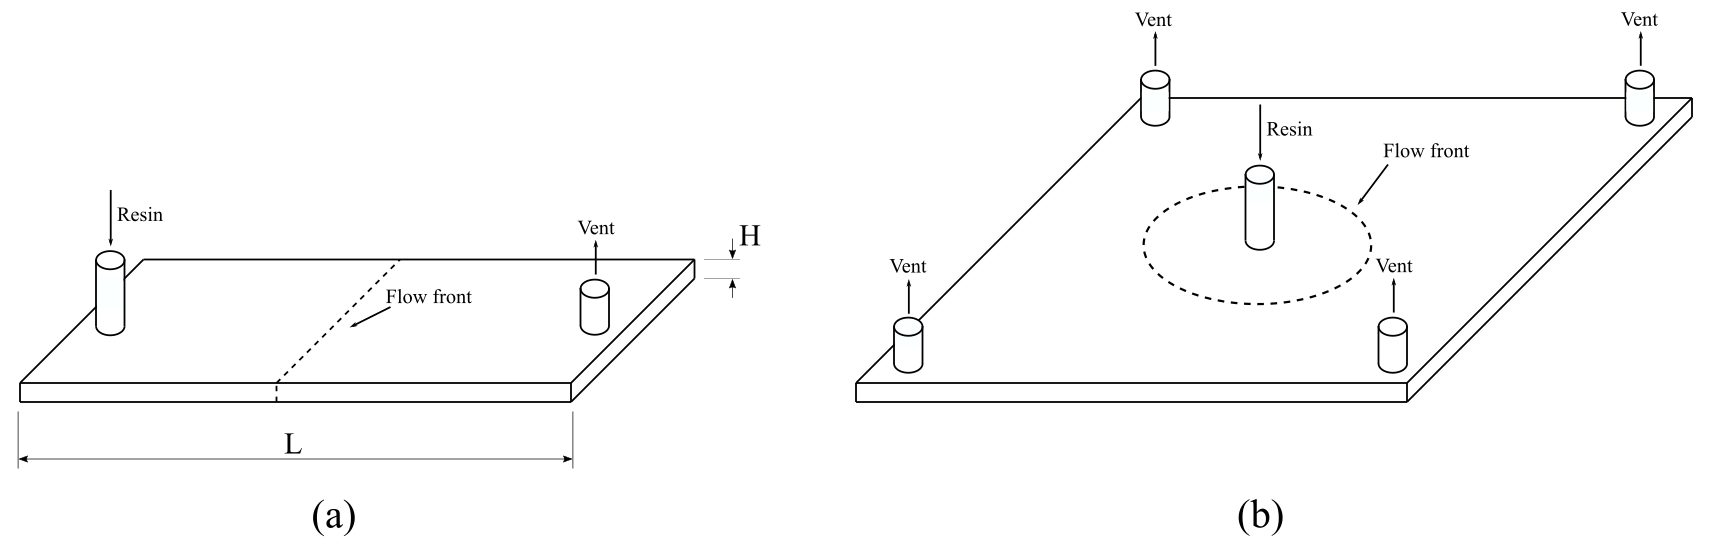 Resin
Vent
H
Flow front
L
(a)
Vent
Vent
Resin
Flow front
Vent
Vent
(b)